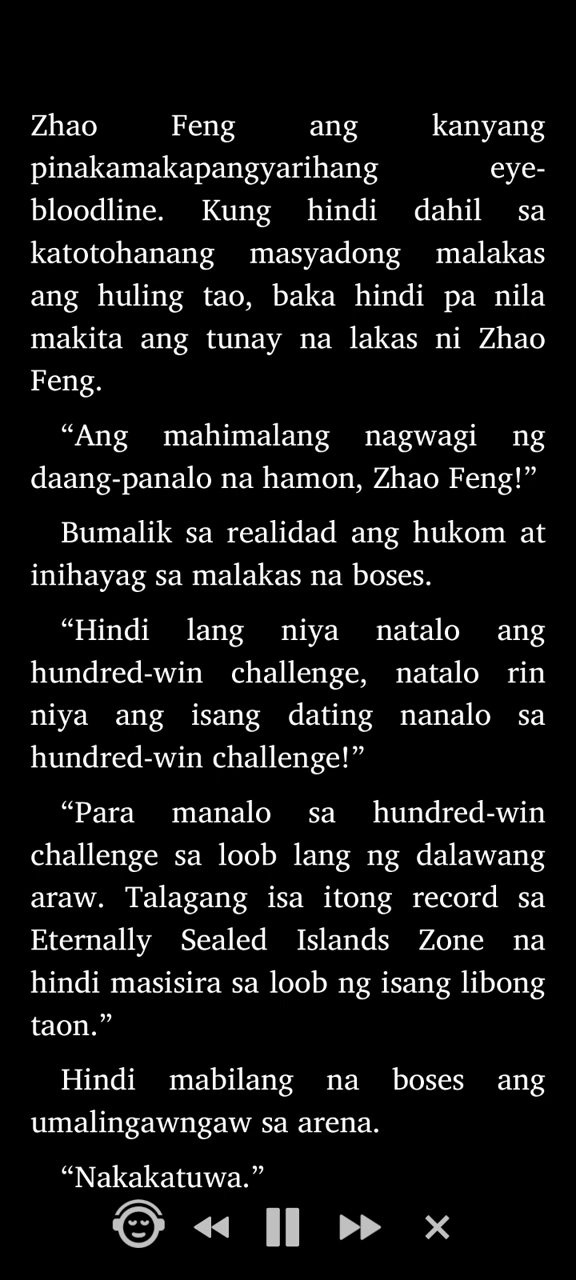 Zhao Feng ang kanyang
pinakamakapangyarihang eye-
bloodline. Kung hindi dahil sa
katotohanang masyadong malakas
ang huling tao, baka hindi pa nila
makita ang tunay na lakas ni Zhao
Feng.
“Ang mahimalang nagwagi ng
daang-panalo na hamon, Zhao Feng!”
Bumalik sa realidad ang hukom at
inihayag sa malakas na boses.
“Hindi lang niya natalo ang
hundred-win challenge, natalo rin
niya ang isang dating nanalo sa
hundred-win challenge!”
“Para manalo sa hundred-win
challenge sa loob lang ng dalawang
araw. Talagang isa itong record sa
Eternally Sealed Islands Zone na
hindi masisira sa loob ng isang libong
taon.”
Hindi mabilang na boses ang
umalingawngaw sa arena.
“Nakakatuwa.”